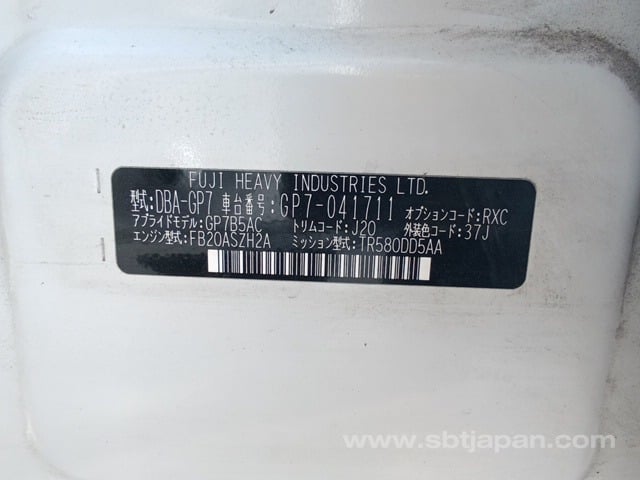 FUJI HEAVY INDUSTRIES LTD.
型式:DBA-GP7 車台番号:GP7-041711 オプションコード:RXC
アプライドモデル:GP7B5AC トリムコード:J20 外装色コード:37J
エンジン型式:FB20ASZH2A ミッション型式:TR580DD5AA
www.sbtjapan.com